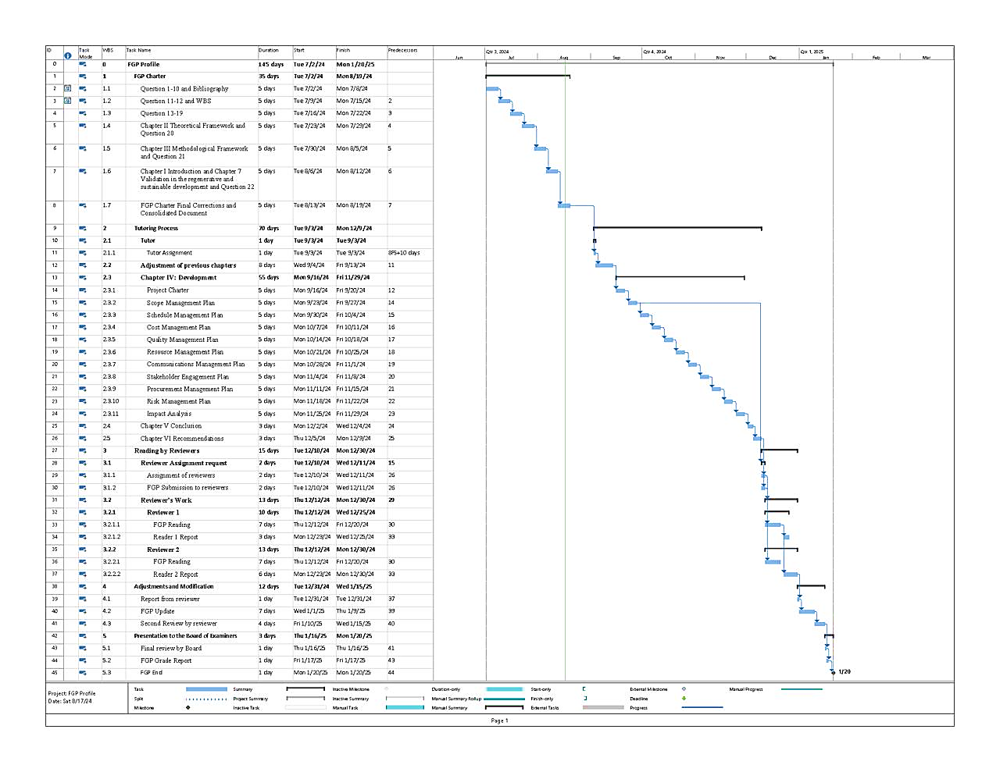 ID Task Mode WBS Task Name Duration Start Finish Predecessors
Qtr 3, 2024 Qtr 4, 2024 Qtr 1, 2025
Jun Jul Aug Sep Oct Nov Dec Jan Feb Mar
0 0 FGP Profile 145 days Tue 7/2/24 Mon 1/20/25
1 1 FGP Charter 35 days Tue 7/2/24 Mon 8/19/24
2 1.1 Question 1-10 and Bibliography 5 days Tue 7/2/24 Mon 7/8/24
3 1.2 Question 11-12 and WBS 5 days Tue 7/9/24 Mon 7/15/24 2
4 1.3 Question 13-19 5 days Tue 7/16/24 Mon 7/22/24 3
5 1.4 Chapter II Theoretical Framework and 5 days Tue 7/23/24 Mon 7/29/24 4
Question 20
6 1.5 Chapter III Methodological Framework 5 days Tue 7/30/24 Mon 8/5/24 5
and Question 21
7 1.6 Chapter I Introduction and Chapter 7 5 days Tue 8/6/24 Mon 8/12/24 6
Validation in the regenerative and
sustainable development and Question 22
8 1.7 FGP Charter Final Corrections and 5 days Tue 8/13/24 Mon 8/19/24 7
Consolidated Document
9 2 Tutoring Process 70 days Tue 9/3/24 Mon 12/9/24
10 2.1 Tutor 1 day Tue 9/3/24 Tue 9/3/24
11 2.1.1 Tutor Assignment 1 day Tue 9/3/24 Tue 9/3/24 8FS+10 days
12 2.2 Adjustment of previous chapters 8 days Wed 9/4/24 Fri 9/13/24 11
13 2.3 Chapter IV: Development 55 days Mon 9/16/24 Fri 11/29/24
14 2.3.1 Project Charter 5 days Mon 9/16/24 Fri 9/20/24 12
15 2.3.2 Scope Management Plan 5 days Mon 9/23/24 Fri 9/27/24 14
16 2.3.3 Schedule Management Plan 5 days Mon 9/30/24 Fri 10/4/24 15
17 2.3.4 Cost Management Plan 5 days Mon 10/7/24 Fri 10/11/24 16
18 2.3.5 Quality Management Plan 5 days Mon 10/14/24 Fri 10/18/24 17
19 2.3.6 Resource Management Plan 5 days Mon 10/21/24 Fri 10/25/24 18
20 2.3.7 Communications Management Plan 5 days Mon 10/28/24 Fri 11/1/24 19
21 2.3.8 Stakeholder Engagement Plan 5 days Mon 11/4/24 Fri 11/8/24 20
22 2.3.9 Procurement Management Plan 5 days Mon 11/11/24 Fri 11/15/24 21
23 2.3.10 Risk Management Plan 5 days Mon 11/18/24 Fri 11/22/24 22
24 2.3.11 Impact Analysis 5 days Mon 11/25/24 Fri 11/29/24 23
25 2.4 Chapter V Conclusion 3 days Mon 12/2/24 Wed 12/4/24 24
26 2.5 Chapter VI Recommendations 3 days Thu 12/5/24 Mon 12/9/24 25
27 3 Reading by Reviewers 15 days Tue 12/10/24 Mon 12/30/24
28 3.1 Reviewer Assignment request 2 days Tue 12/10/24 Wed 12/11/24 15
29 3.1.1 Assignment of reviewers 2 days Tue 12/10/24 Wed 12/11/24 26
30 3.1.2 FGP Submission to reviewers 2 days Tue 12/10/24 Wed 12/11/24 26
31 3.2 Reviewer's Work 13 days Thu 12/12/24 Mon 12/30/24 29
32 3.2.1 Reviewer 1 10 days Thu 12/12/24 Wed 12/25/24
33 3.2.1.1 FGP Reading 7 days Thu 12/12/24 Fri 12/20/24 30
34 3.2.1.2 Reader 1 Report 3 days Mon 12/23/24 Wed 12/25/24 33
35 3.2.2 Reviewer 2 13 days Thu 12/12/24 Mon 12/30/24
36 3.2.2.1 FGP Reading 7 days Thu 12/12/24 Fri 12/20/24 30
37 3.2.2.2 Reader 2 Report 6 days Mon 12/23/24 Mon 12/30/24 33
38 4 Adjustments and Modification 12 days Tue 12/31/24 Wed 1/15/25
39 4.1 Report from reviewer 1 day Tue 12/31/24 Tue 12/31/24 37
40 4.2 FGP Update 7 days Wed 1/1/25 Thu 1/9/25 39
41 4.3 Second Review by reviewer 4 days Fri 1/10/25 Wed 1/15/25 40
42 5 Presentation to the Board of Examiners 3 days Thu 1/16/25 Mon 1/20/25
43 5.1 Final review by Board 1 day Thu 1/16/25 Thu 1/16/25 41
44 5.2 FGP Grade Report 1 day Fri 1/17/25 Fri 1/17/25 43
45 5.3 FGP End 1 day Mon 1/20/25 Mon 1/20/25 44 1/20
Project: FGP Profile
Date: Sat 8/17/24
Task Summary Inactive Milestone Duration-only Start-only External Milestone Manual Progress
Split Project Summary Inactive Summary Manual Summary Rollup Finish-only Deadline
Milestone Inactive Task Manual Task Manual Summary External Tasks Progress
Page 1